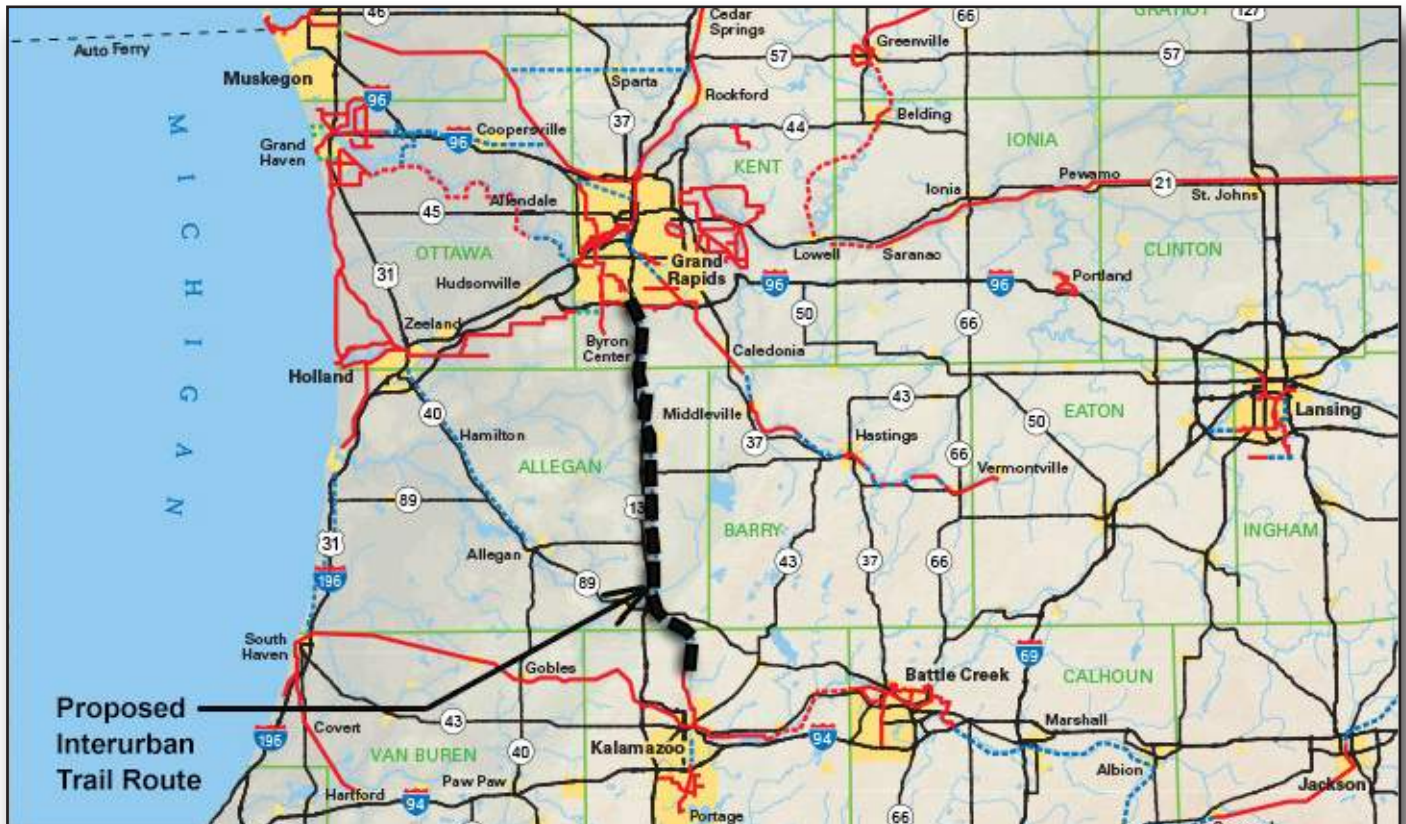 46
Cedar
Springs
66
GRATIOT
127
Auto Ferry
Greenville
57
57
Muskegon
Sparta
Rockford
96
37
Belding
44
Coopersville
96
Grand
Haven
KENT
IONIA
Pewamo
Ionia
21
St. Johns
Allendale
45
OTTAWA
Lowell
Saranac
CLINTON
Grand
Rapids
31
Hudsonville
96
96
Portland
50
Zeeland
66
Byron
Center
Caledonia
Holland
MICHIGAN
40
Middleville
43
EATON
Lansing
Hamilton
37
Hastings
50
ALLEGAN
66
Vermontville
89
13
BARRY
INGHAM
31
Allegan
43
37
66
196
89
South
Haven
69
Gobles
Battle Creek
CALHOUN
Proposed
Interurban
Trail Route
Covert
43
196
Kalamazoo
94
Marshall
VAN BUREN
40
Albion
Paw Paw
Hartford
94
Jackson
66
Portage